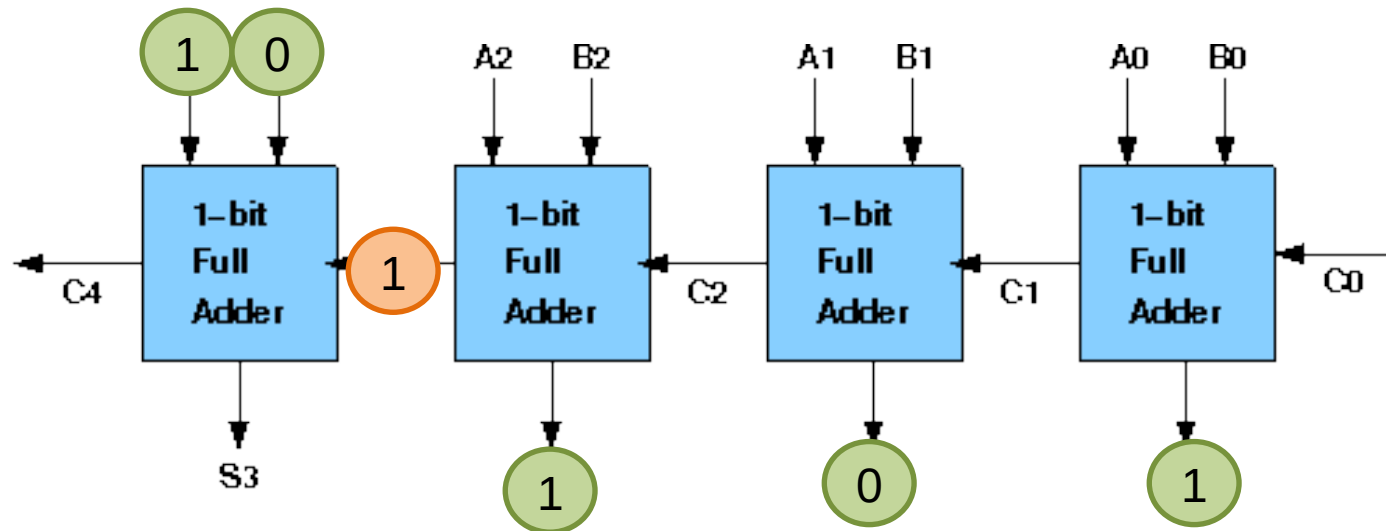 1 0 A2 B2 A1 B1 A0 B0
1-bit 1-bit 1-bit 1-bit
Full 1 Full Full Full
C4 C2 C1 C0
Adder Adder Adder Adder
S3 1 0 1